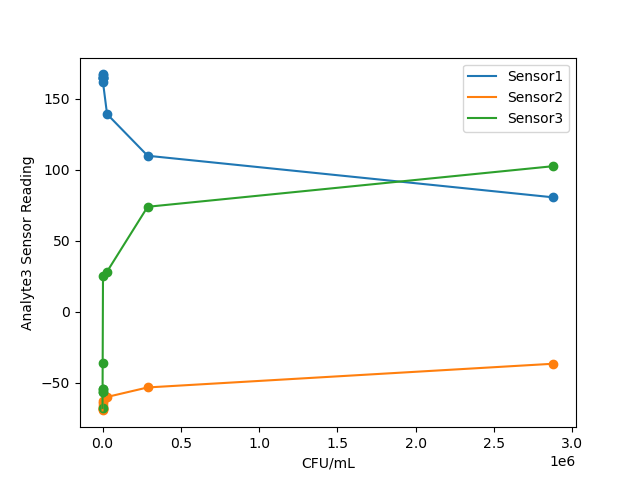 Sensor1
Sensor2
Sensor3
150
100
50
0
−50
Analyte3 Sensor Reading
0.0 0.5 1.0 1.5 2.0 2.5 3.0
1e6
CFU/mL